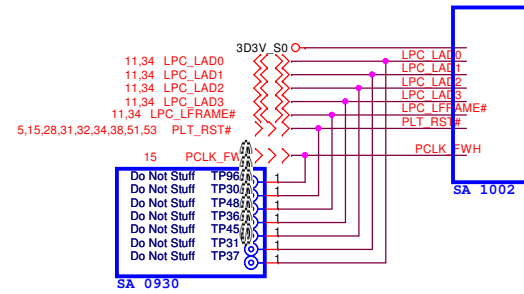 3D3V_S0
11,34 LPC_LAD0 LPC_LAD0
11,34 LPC_LAD1 LPC_LAD1
11,34 LPC_LAD2 LPC_LAD2
11,34 LPC_LAD3 LPC_LAD3
11,34 LPC_LFRAME# LPC_LFRAME#
5,15,28,31,32,34,38,51,53 PLT_RST# PLT_RST#
15 PCLK_FW PCLK_FWH
Do Not Stuff TP96 1
Do Not Stuff TP30 1
Do Not Stuff TP48 1
Do Not Stuff TP36 1
Do Not Stuff TP45 1
Do Not Stuff TP31 1
Do Not Stuff TP37 1
SA 1002
SA 0930